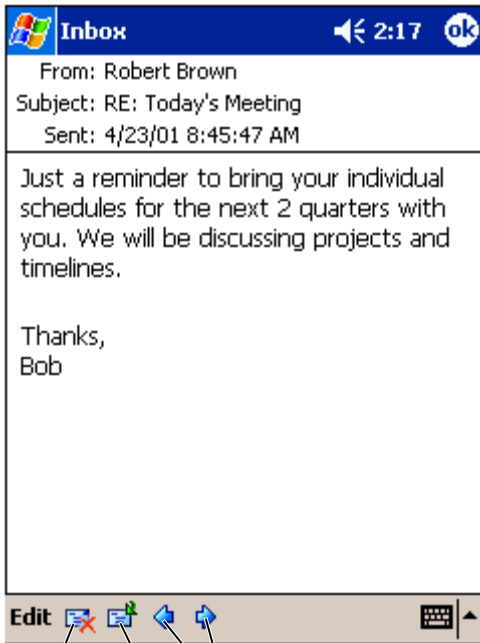 Inbox 2:17 ok
From: Robert Brown
Subject: RE: Today's Meeting
Sent: 4/23/01 8:45:47 AM
Just a reminder to bring your individual
schedules for the next 2 quarters with
you. We will be discussing projects and
timelines.
Thanks,
Bob
Edit